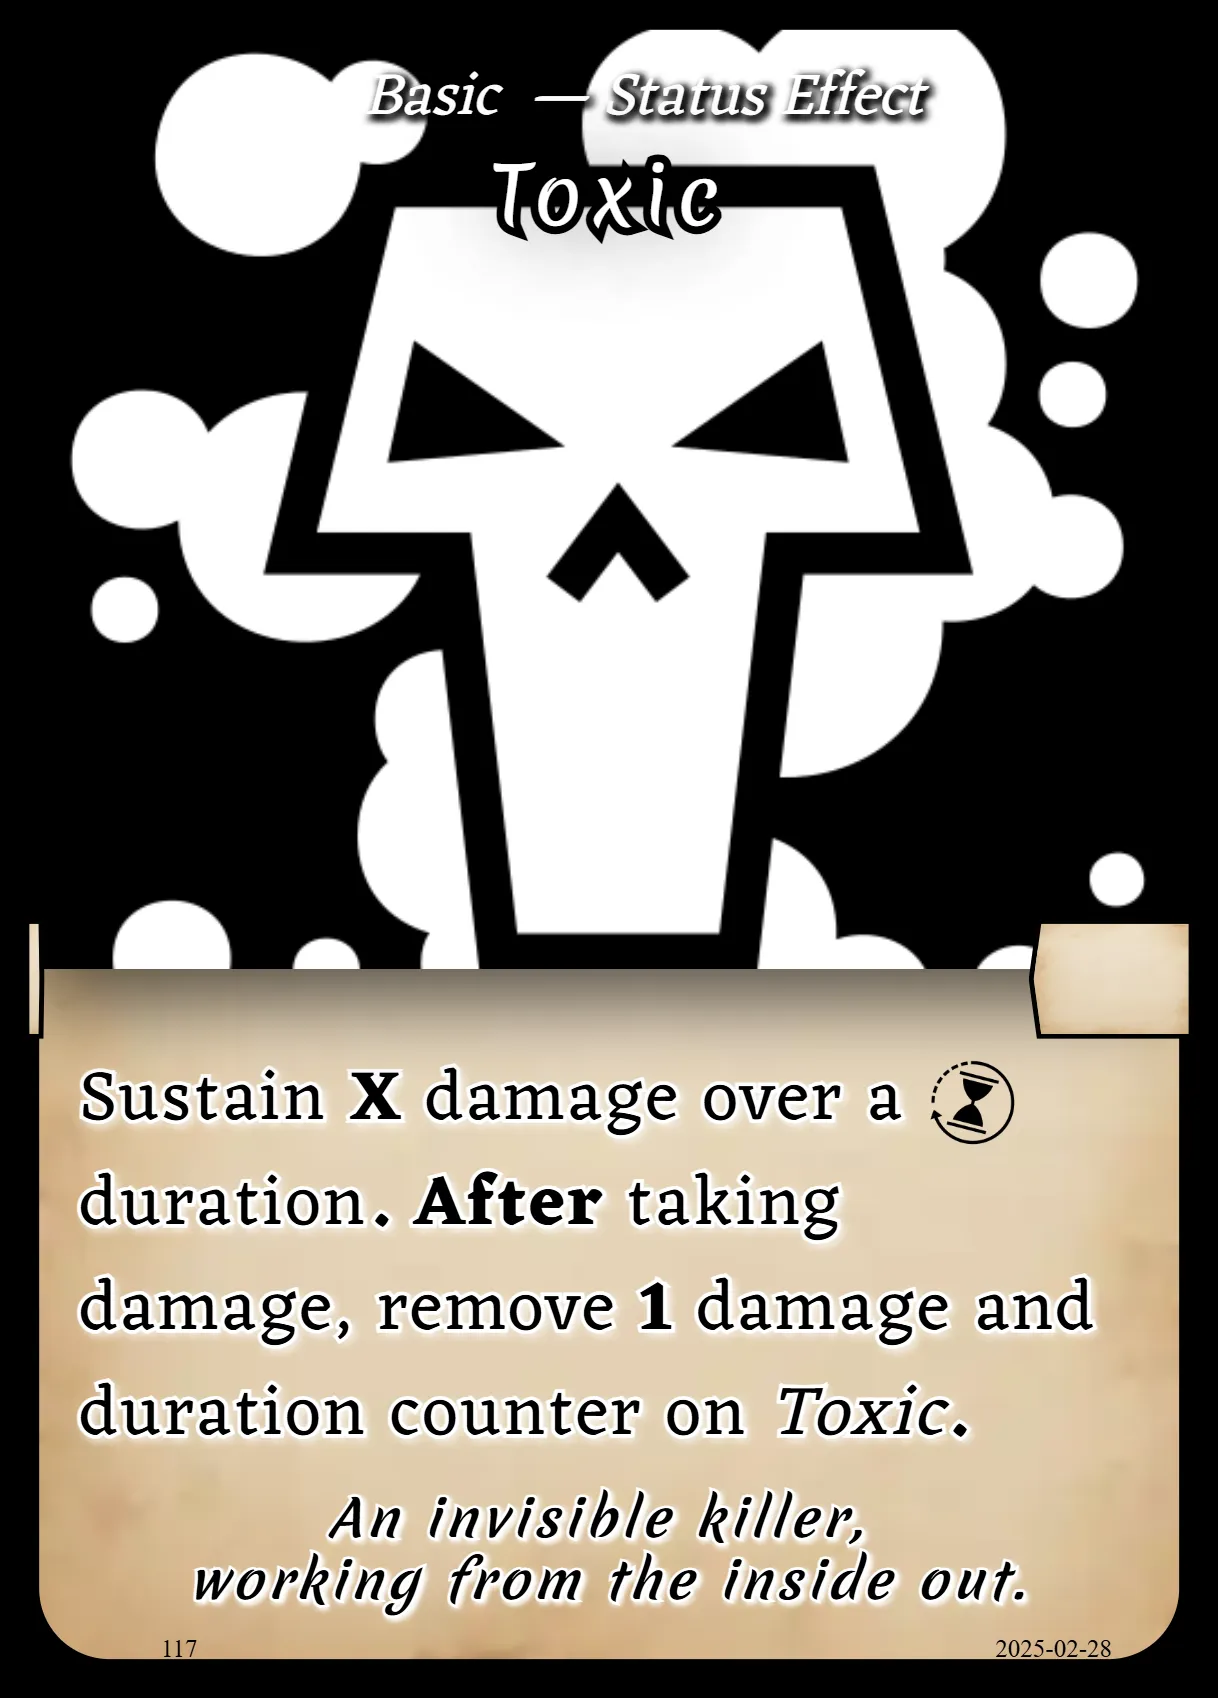 Basic — Status Effect
Toxic
Sustain X damage over a
duration. After taking
damage, remove 1 damage and
duration counter on Toxic.
An invisible killer,
working from the inside out.
117
2025-02-28